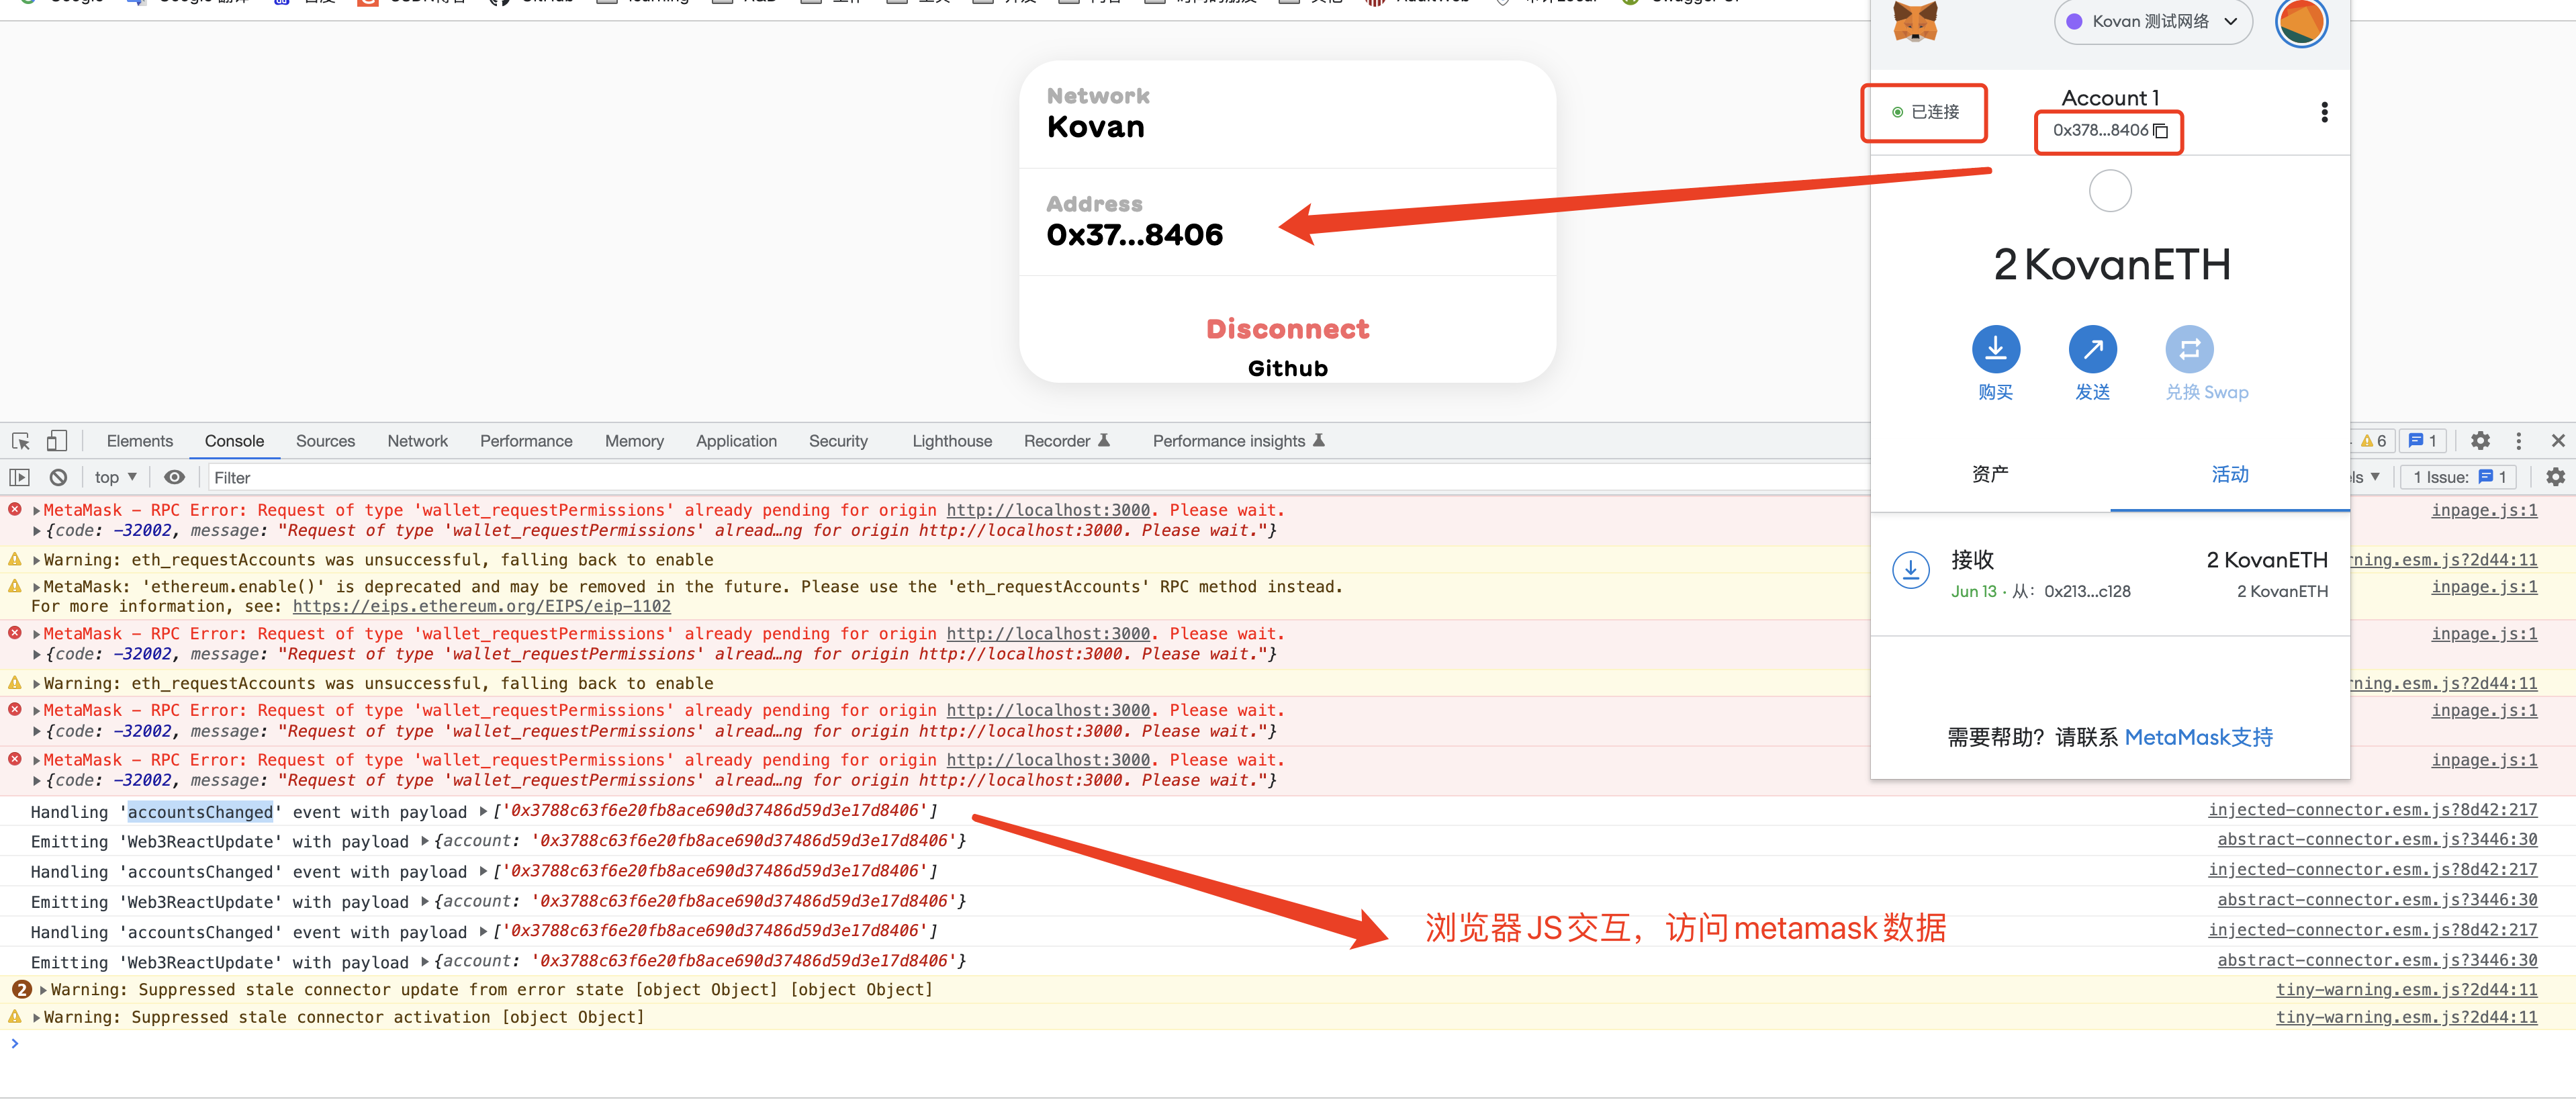 Kovan 测试网络
Network
Kovan
Address
0x37...8406
Disconnect
Github
已连接
Account 1
0x378...8406
2 KovanETH
购买
发送
兑换 Swap
资产
活动
接收
2 KovanETH
Jun 13 · 从: 0x213...c128
2 KovanETH
需要帮助? 请联系 MetaMask支持
Elements Console Sources Network Performance Memory Application Security Lighthouse Recorder Performance insights 6 1
top Filter 1 Issue: 1
MetaMask – RPC Error: Request of type 'wallet_requestPermissions' already pending for origin http://localhost:3000. Please wait. inpage.js:1
{code: −32002, message: "Request of type 'wallet_requestPermissions' alread…ng for origin http://localhost:3000. Please wait."}
Warning: eth_requestAccounts was unsuccessful, falling back to enable rning.esm.js?2d44:11
MetaMask: 'ethereum.enable()' is deprecated and may be removed in the future. Please use the 'eth_requestAccounts' RPC method instead. inpage.js:1
For more information, see: https://eips.ethereum.org/EIPS/eip-1102
MetaMask – RPC Error: Request of type 'wallet_requestPermissions' already pending for origin http://localhost:3000. Please wait. inpage.js:1
{code: −32002, message: "Request of type 'wallet_requestPermissions' alread…ng for origin http://localhost:3000. Please wait."}
Warning: eth_requestAccounts was unsuccessful, falling back to enable rning.esm.js?2d44:11
MetaMask – RPC Error: Request of type 'wallet_requestPermissions' already pending for origin http://localhost:3000. Please wait. inpage.js:1
{code: −32002, message: "Request of type 'wallet_requestPermissions' alread…ng for origin http://localhost:3000. Please wait."}
MetaMask – RPC Error: Request of type 'wallet_requestPermissions' already pending for origin http://localhost:3000. Please wait. inpage.js:1
{code: −32002, message: "Request of type 'wallet_requestPermissions' alread…ng for origin http://localhost:3000. Please wait."}
Handling 'accountsChanged' event with payload ['0x3788c63f6e20fb8ace690d37486d59d3e17d8406'] injected-connector.esm.js?8d42:217
Emitting 'Web3ReactUpdate' with payload {account: '0x3788c63f6e20fb8ace690d37486d59d3e17d8406'} abstract-connector.esm.js?3446:30
Handling 'accountsChanged' event with payload ['0x3788c63f6e20fb8ace690d37486d59d3e17d8406'] injected-connector.esm.js?8d42:217
Emitting 'Web3ReactUpdate' with payload {account: '0x3788c63f6e20fb8ace690d37486d59d3e17d8406'} abstract-connector.esm.js?3446:30
Handling 'accountsChanged' event with payload ['0x3788c63f6e20fb8ace690d37486d59d3e17d8406'] injected-connector.esm.js?8d42:217
Emitting 'Web3ReactUpdate' with payload {account: '0x3788c63f6e20fb8ace690d37486d59d3e17d8406'} abstract-connector.esm.js?3446:30
浏览器JS交互，访问metamask数据
2 Warning: Suppressed stale connector update from error state [object Object] [object Object] tiny-warning.esm.js?2d44:11
Warning: Suppressed stale connector activation [object Object] tiny-warning.esm.js?2d44:11